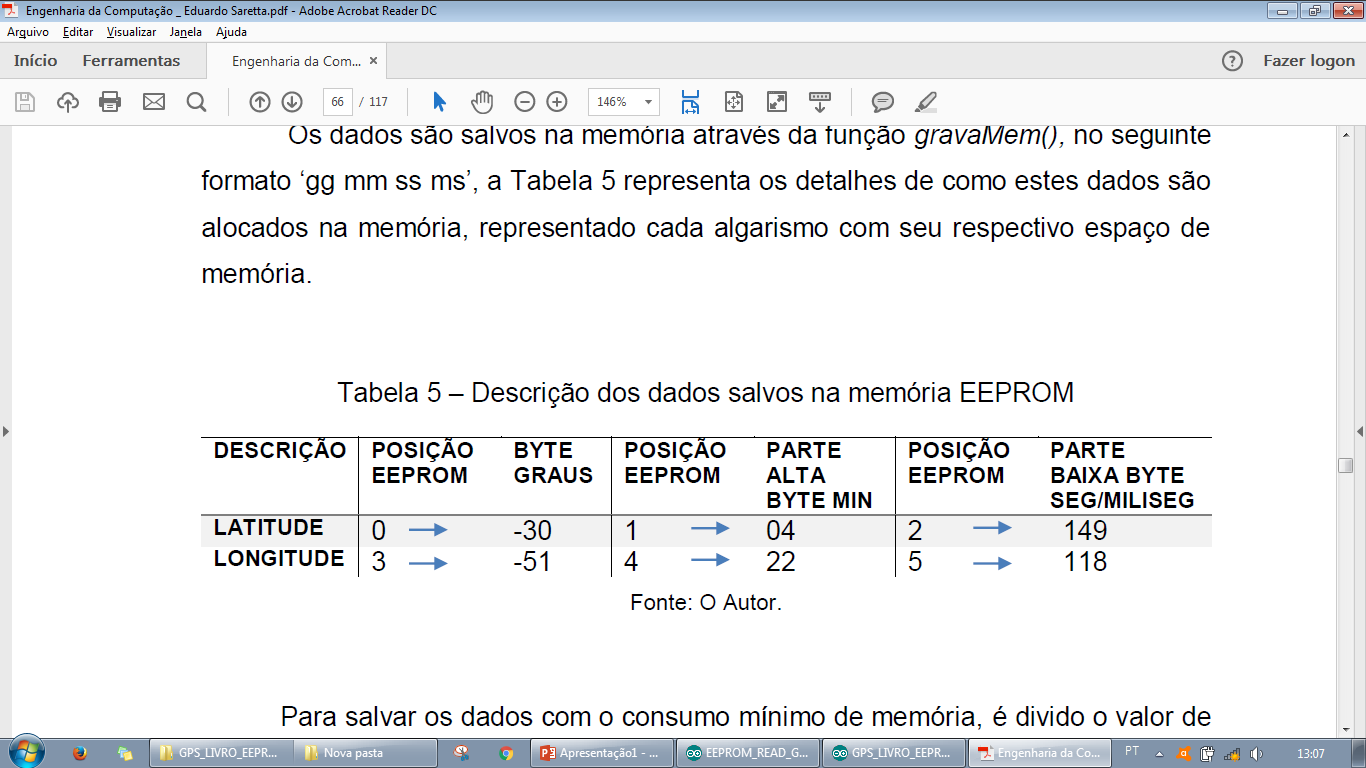 Engenharia da Computação _ Eduardo Saretta.pdf - Adobe Acrobat Reader DC
Arquivo Editar Visualizar Janela Ajuda
Início Ferramentas Engenharia da Com... × ? Fazer logon
66 / 117 146%
Os dados são salvos na memória através da função gravaMem(), no seguinte
formato ‘gg mm ss ms’, a Tabela 5 representa os detalhes de como estes dados são
alocados na memória, representado cada algarismo com seu respectivo espaço de
memória.
Tabela 5 – Descrição dos dados salvos na memória EEPROM
DESCRIÇÃO POSIÇÃO BYTE POSIÇÃO PARTE POSIÇÃO PARTE
EEPROM GRAUS EEPROM ALTA EEPROM BAIXA BYTE
BYTE MIN SEG/MILISEG
LATITUDE 0 → -30 1 → 04 2 → 149
LONGITUDE 3 → -51 4 → 22 5 → 118
Fonte: O Autor.
Para salvar os dados com o consumo mínimo de memória, é divido o valor de
GPS_LIVRO_EEPR... Nova pasta Apresentação1 - ... EEPROM_READ_G... GPS_LIVRO_EEPR... Engenharia da Co... PT 13:07